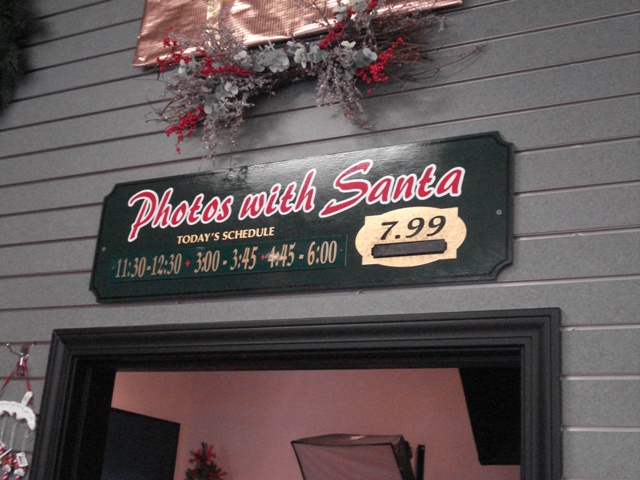 Photos with Santa
TODAY'S SCHEDULE
11:30-12:30 • 3:00 - 3:45 • 4:45 - 6:00
7.99